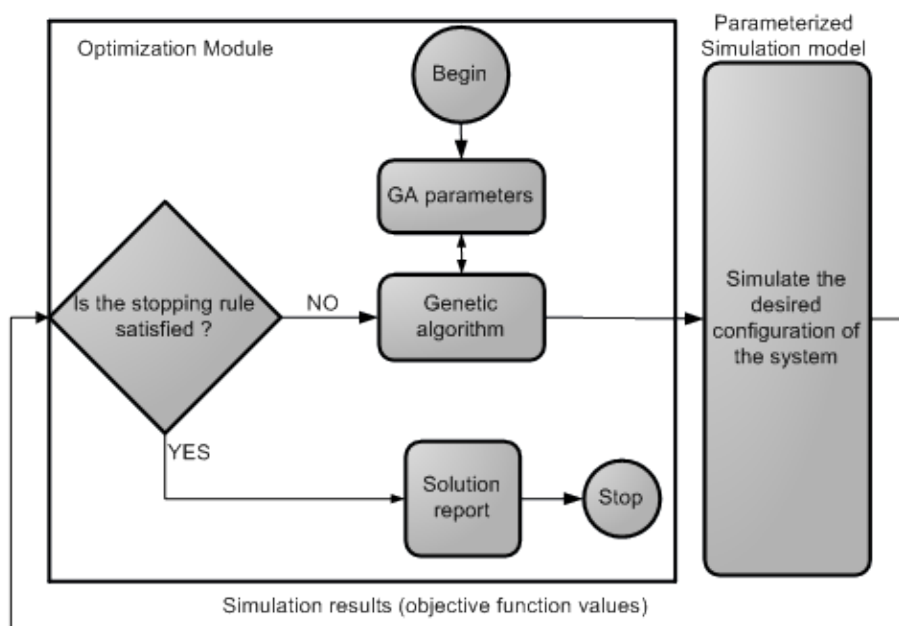 Parameterized
Simulation model
Optimization Module
Begin
GA parameters
Is the stopping rule
satisfied ?
NO
Genetic
algorithm
Simulate the
desired
configuration of
the system
YES
Solution
report
Stop
Simulation results (objective function values)